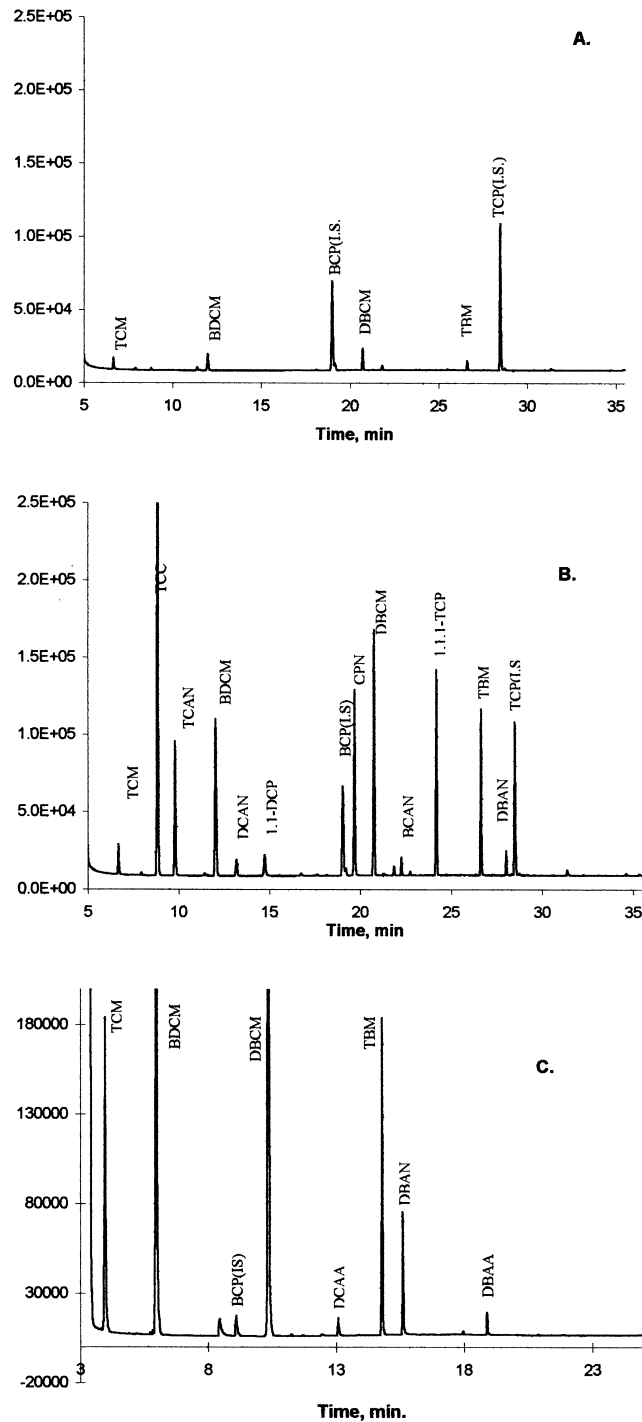 A.
2.5E+05
2.0E+05
1.5E+05
1.0E+05
5.0E+04
0.0E+00
TCM
BDCM
BCP(I.S.
DBCM
TBM
TCP(I.S.)
5 10 15 20 25 30 35
Time, min
B.
2.5E+05
2.0E+05
1.5E+05
1.0E+05
5.0E+04
0.0E+00
TCM
TCC
TCAN
BDCM
DCAN
1.1-DCP
BCP(I.S)
CPN
DBCM
BCAN
1.1.1-TCP
TBM
DBAN
TCP(I.S
5 10 15 20 25 30 35
Time, min
C.
180000
130000
80000
30000
-20000
TCM
BDCM
BCP(IS)
DBCM
DCAA
TBM
DBAN
DBAA
3 8 13 18 23
Time, min.